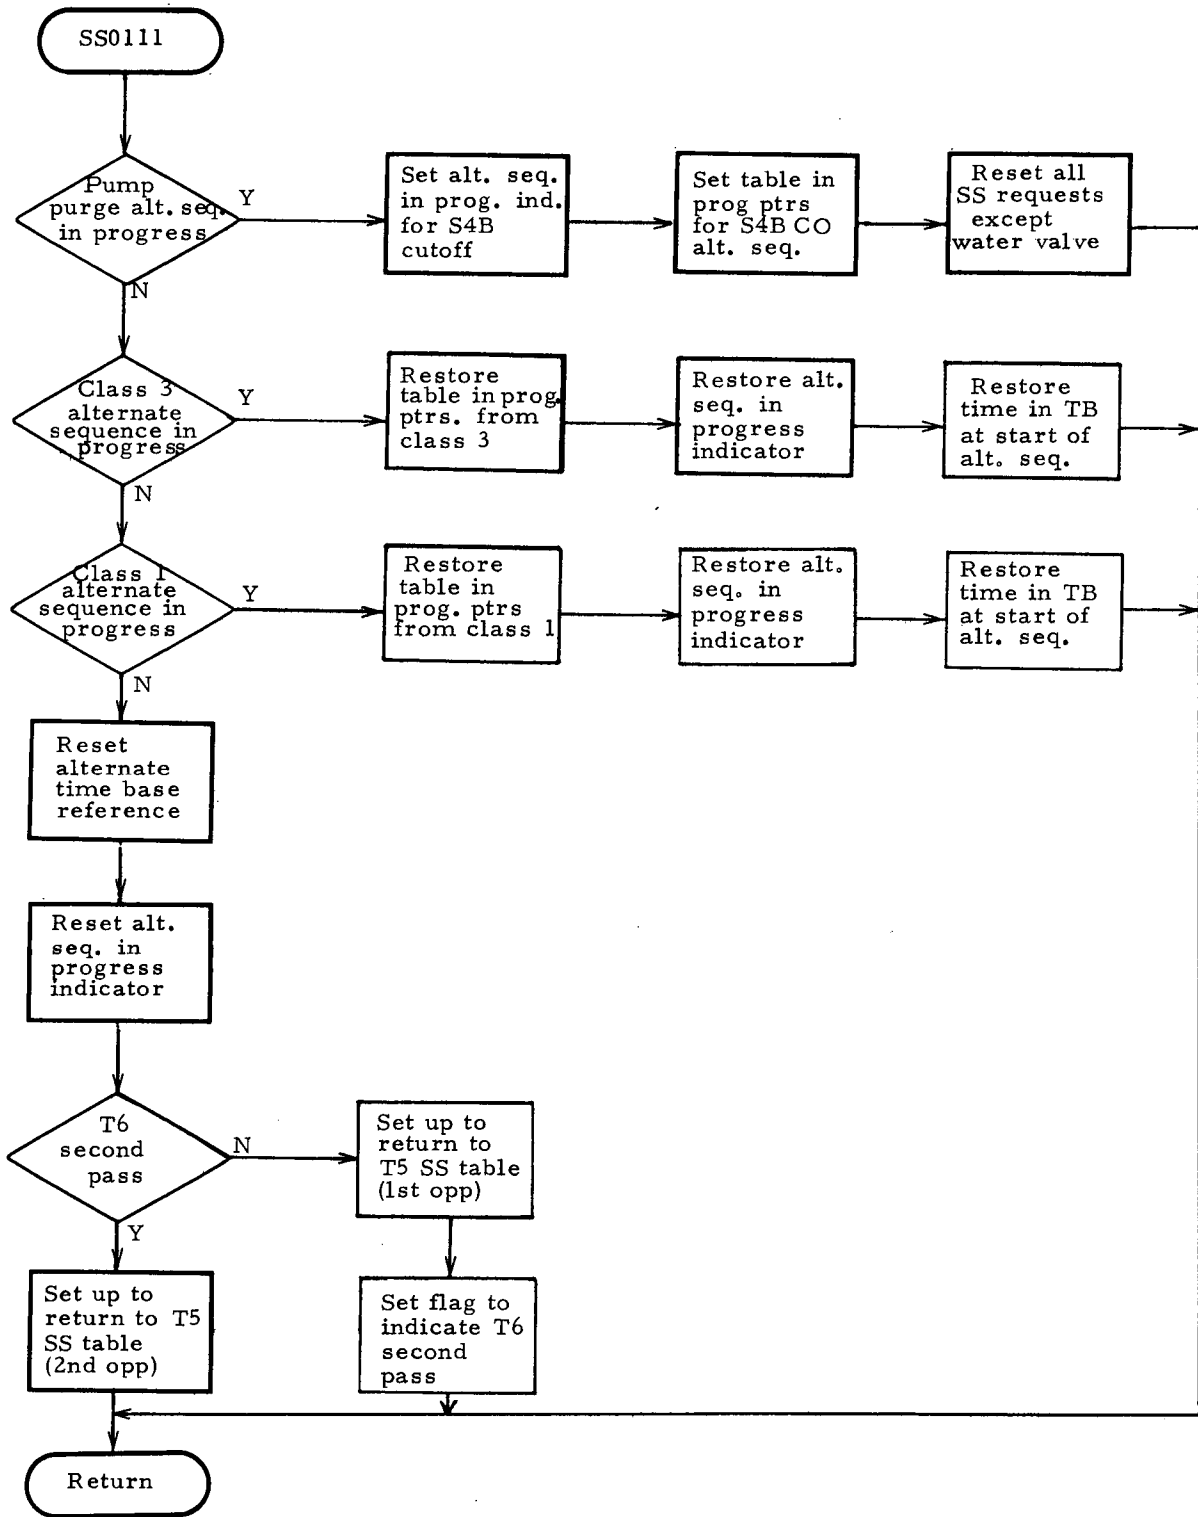 SS0111
Pump
purge alt. seq.
in progress
Y
N
Set alt. seq.
in prog. ind.
for S4B
cutoff
Set table in
prog ptrs
for S4B CO
alt. seq.
Reset all
SS requests
except
water valve
Class 3
alternate
sequence in
progress
Y
N
Restore
table in prog.
ptrs. from
class 3
Restore alt.
seq. in
progress
indicator
Restore
time in TB
at start of
alt. seq.
Class 1
alternate
sequence in
progress
Y
N
Restore
table in
prog. ptrs
from class 1
Restore alt.
seq. in
progress
indicator
Restore
time in TB
at start of
alt. seq.
Reset
alternate
time base
reference
Reset alt.
seq. in
progress
indicator
T6
second
pass
N
Y
Set up to
return to
T5 SS table
(1st opp)
Set up to
return to T5
SS table
(2nd opp)
Set flag to
indicate T6
second
pass
Return